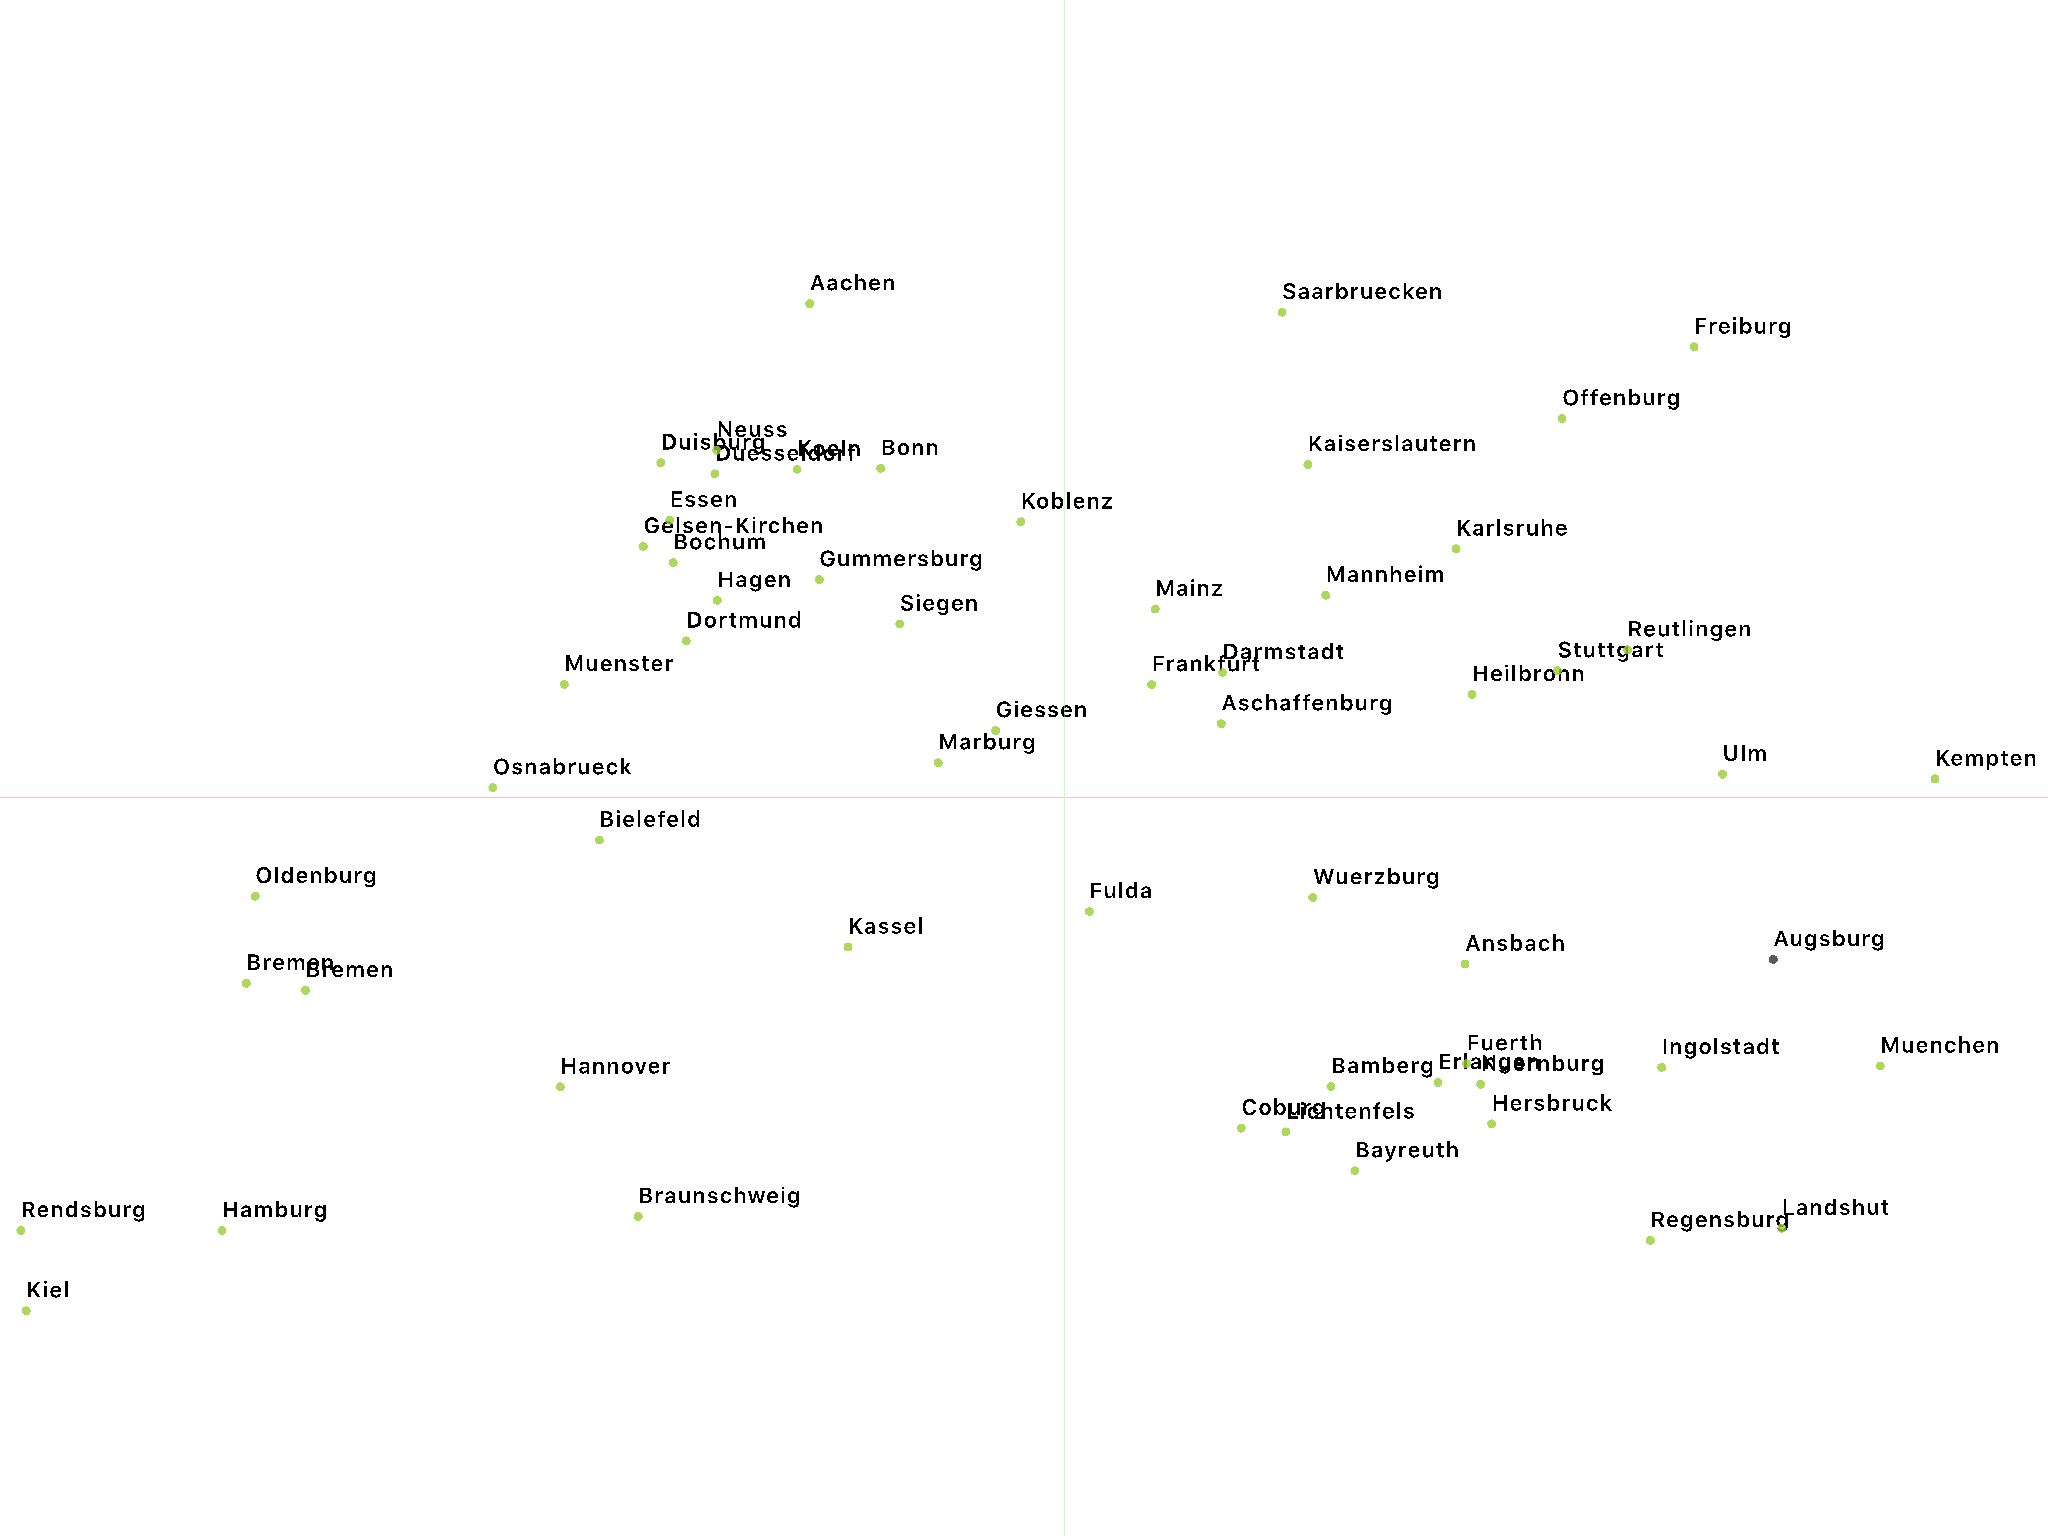 Aachen
Saarbruecken
Freiburg
Offenburg
Neuss
Duisburg
Duesseldorf
Koeln
Bonn
Kaiserslautern
Essen
Koblenz
Gelsen-Kirchen
Karlsruhe
Bochum
Gummersburg
Hagen
Mannheim
Mainz
Siegen
Dortmund
Reutlingen
Darmstadt
Stuttgart
Muenster
Frankfurt
Heilbronn
Aschaffenburg
Giessen
Marburg
Ulm
Kempten
Osnabrueck
Bielefeld
Oldenburg
Wuerzburg
Fulda
Kassel
Augsburg
Ansbach
Bremen
Bremen
Fuerth
Muenchen
Ingolstadt
Erlangen
Nuernburg
Bamberg
Hannover
Hersbruck
Coburg
Lichtenfels
Bayreuth
Braunschweig
Landshut
Rendsburg
Hamburg
Regensburg
Kiel